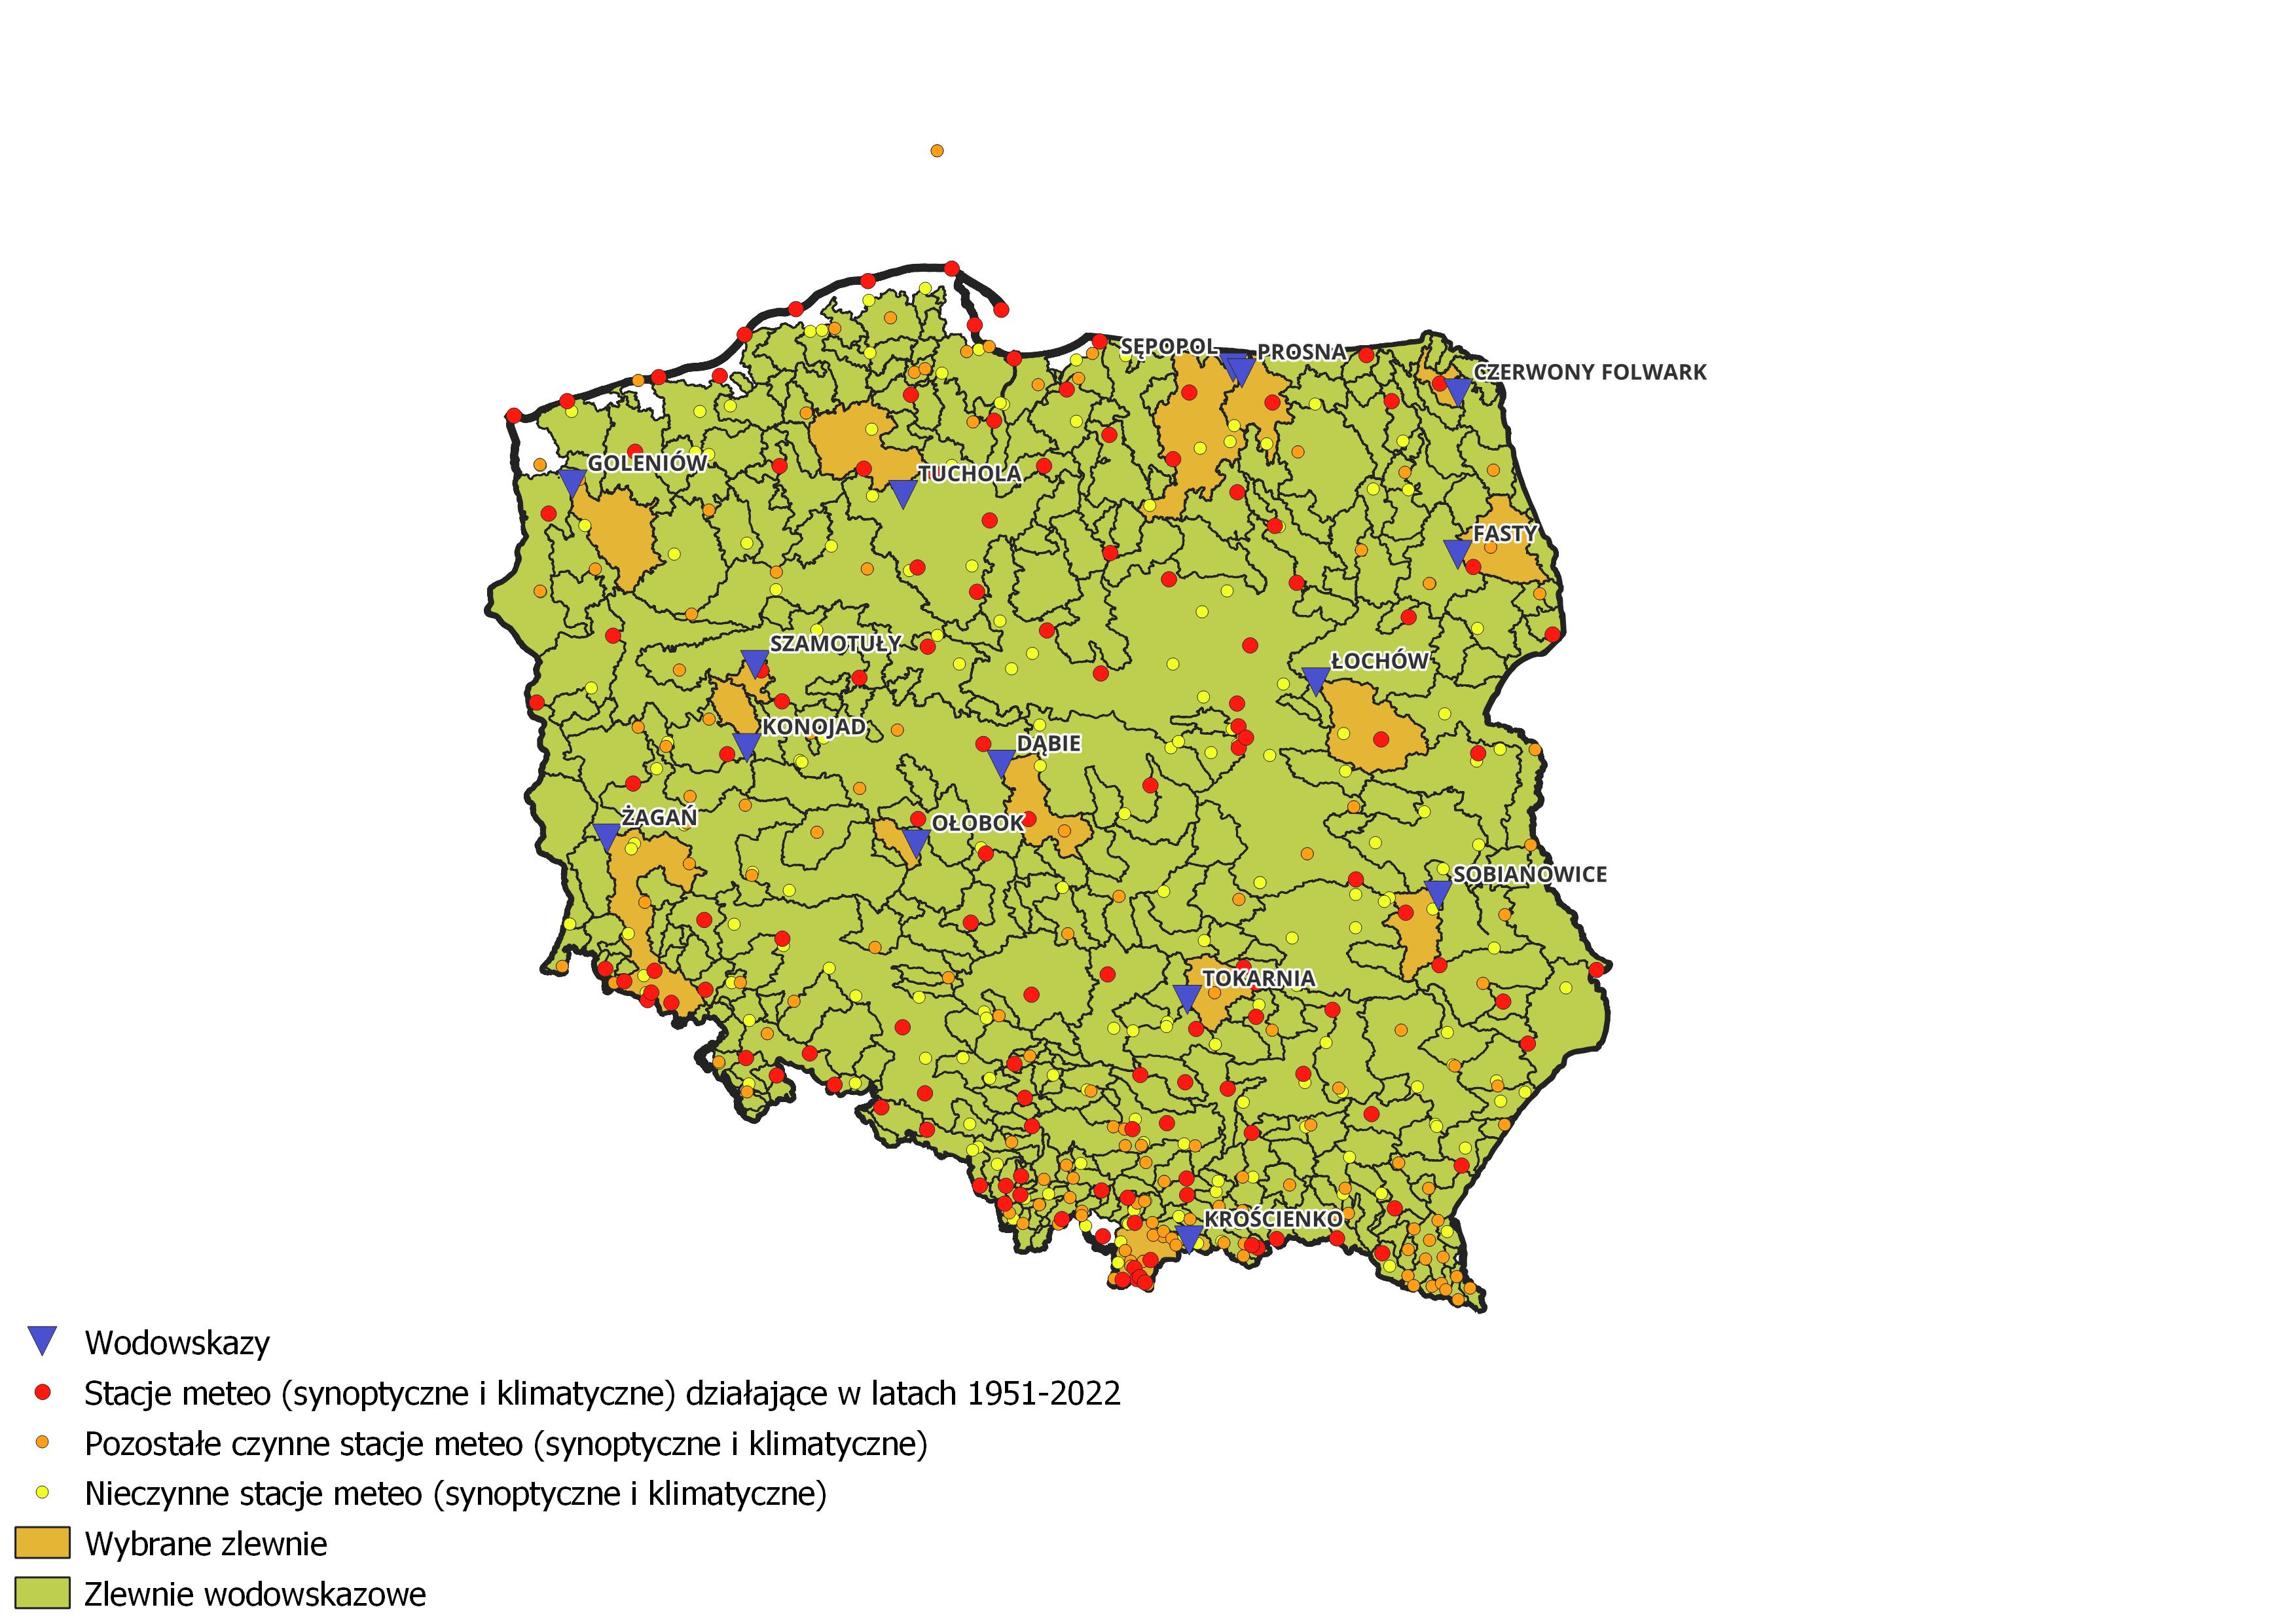 SĘPOPOL
PROSNA
CZERWONY FOLWARK
GOLENIÓW
TUCHOLA
FASTY
SZAMOTUŁY
ŁOCHÓW
KONOJAD
DĄBIE
ŻAGAŃ
OŁOBOK
SOBIANOWICE
TOKARNIA
KROŚCIENKO
Wodowskazy
Stacje meteo (synoptyczne i klimatyczne) działające w latach 1951-2022
Pozostałe czynne stacje meteo (synoptyczne i klimatyczne)
Nieczynne stacje meteo (synoptyczne i klimatyczne)
Wybrane zlewnie
Zlewnie wodowskazowe